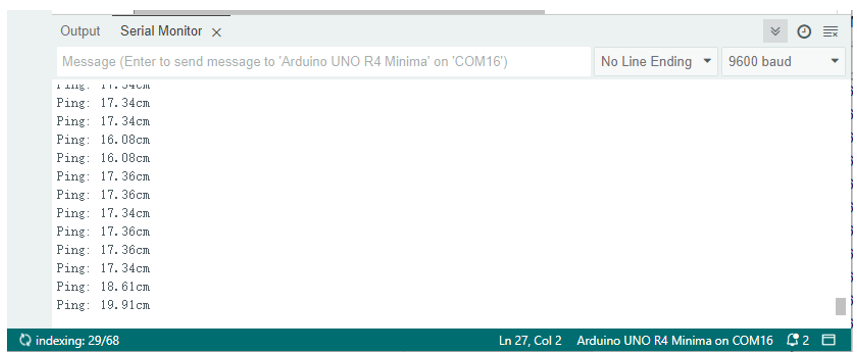 Output Serial Monitor
Message (Enter to send message to 'Arduino UNO R4 Minima' on 'COM16') No Line Ending 9600 baud
Ping: 17.34cm
Ping: 17.34cm
Ping: 17.34cm
Ping: 16.08cm
Ping: 16.08cm
Ping: 17.36cm
Ping: 17.36cm
Ping: 17.34cm
Ping: 17.36cm
Ping: 17.36cm
Ping: 17.34cm
Ping: 18.61cm
Ping: 19.91cm
indexing: 29/68 Ln 27, Col 2 Arduino UNO R4 Minima on COM16 2